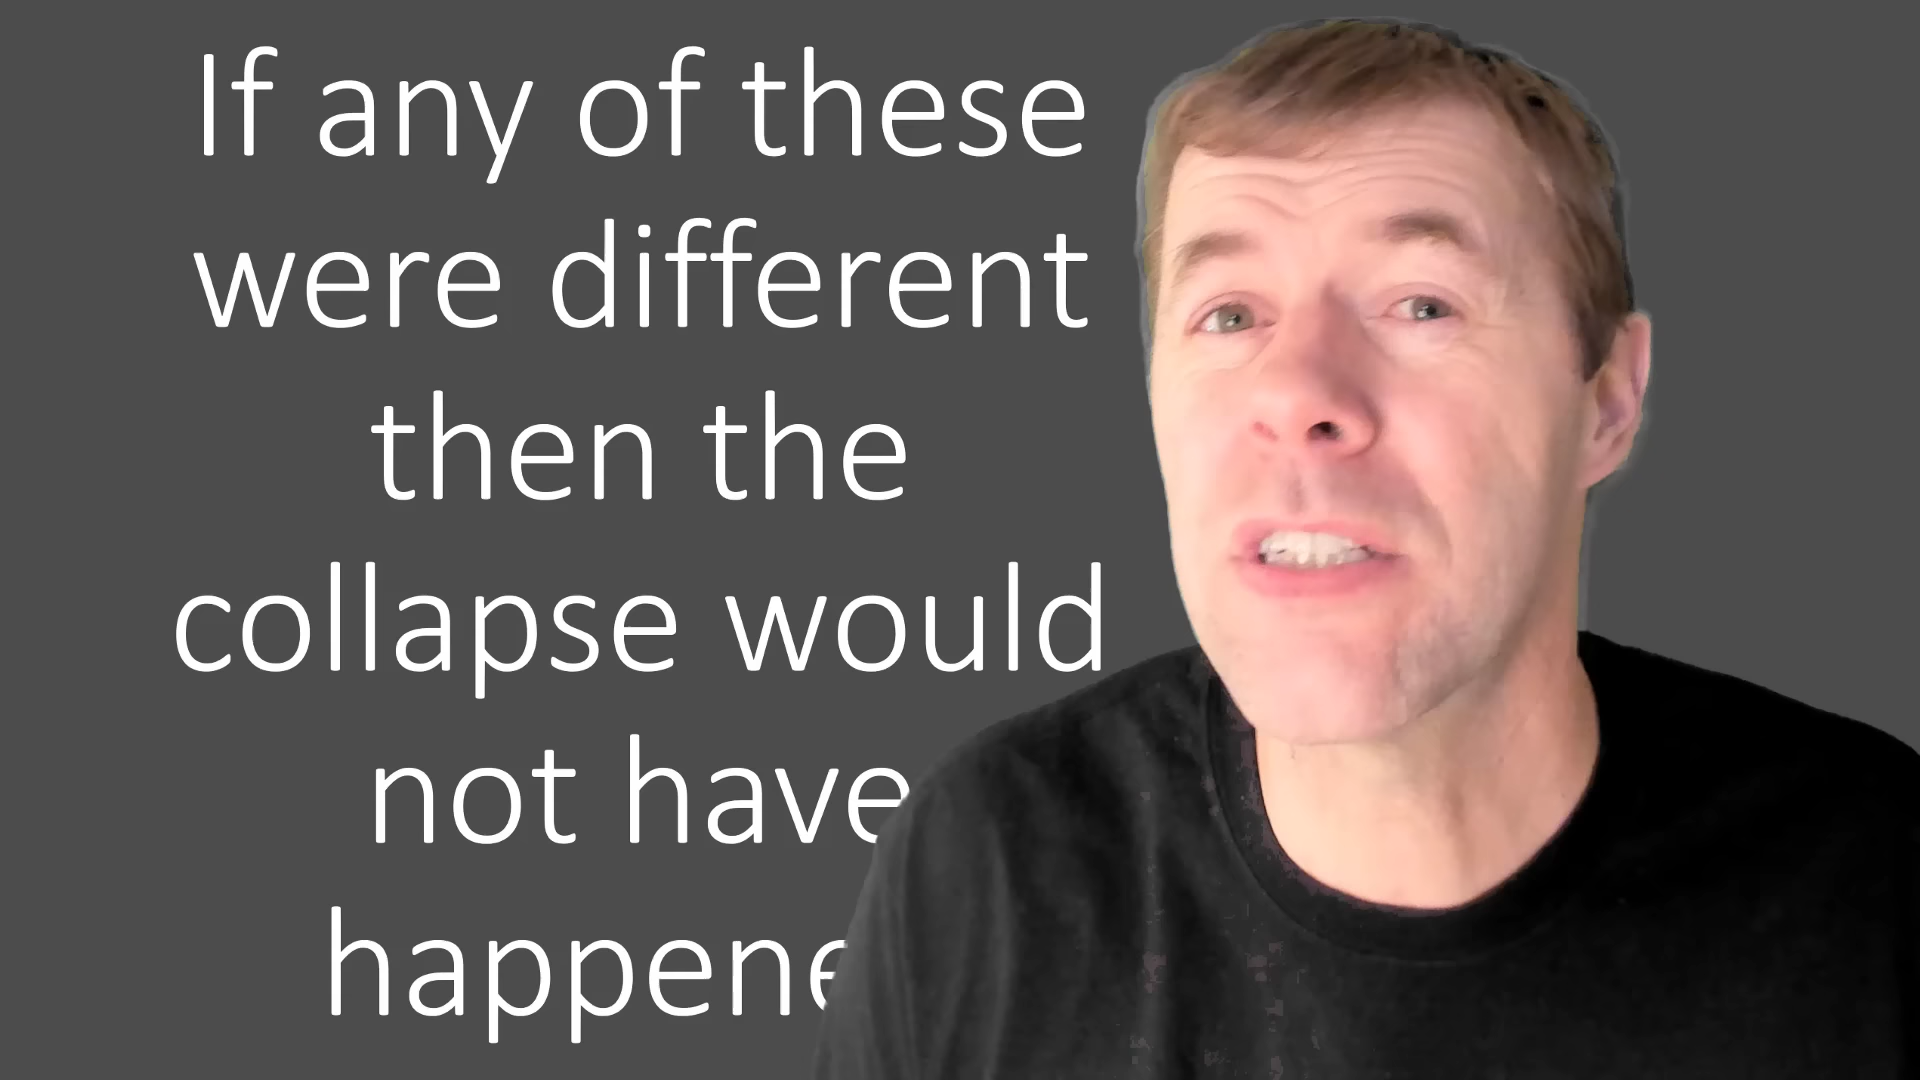 If any of these
were different
then the
collapse would
not have